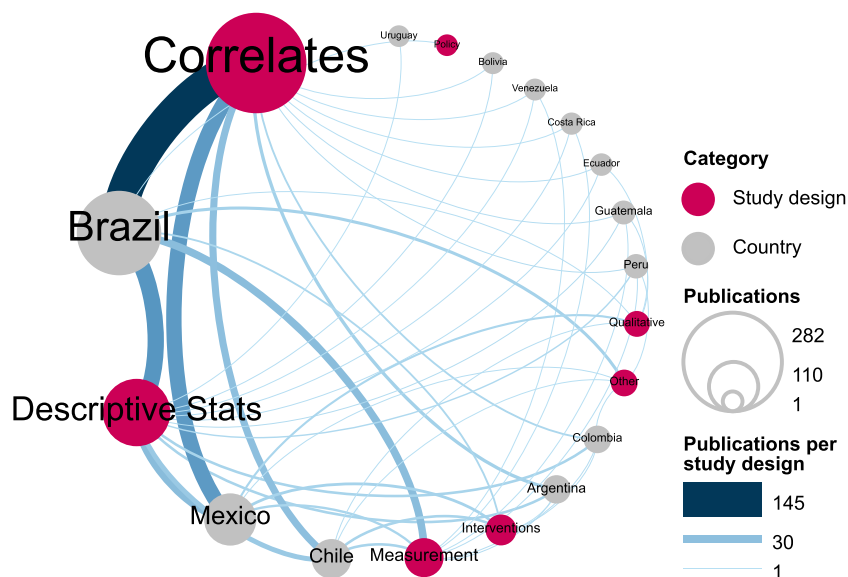 Correlates
Uruguay
Policy
Bolivia
Venezuela
Costa Rica
Ecuador
Guatemala
Peru
Qualitative
Other
Colombia
Argentina
Interventions
Measurement
Chile
Mexico
Descriptive Stats
Brazil
Category
Study design
Country
Publications
282
110
1
Publications per
study design
145
30
1